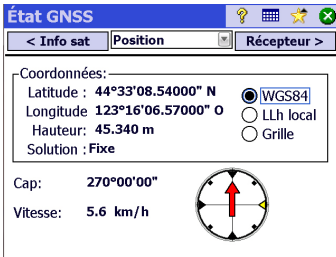 État GNSS
< Info sat Position Récepteur >
Coordonnées:
Latitude : 44°33'08.54000" N
Longitude 123°16'06.57000" O
Hauteur: 45.340 m
Solution : Fixe
WGS84
LLh local
Grille
Cap: 270°00'00"
Vitesse: 5.6 km/h